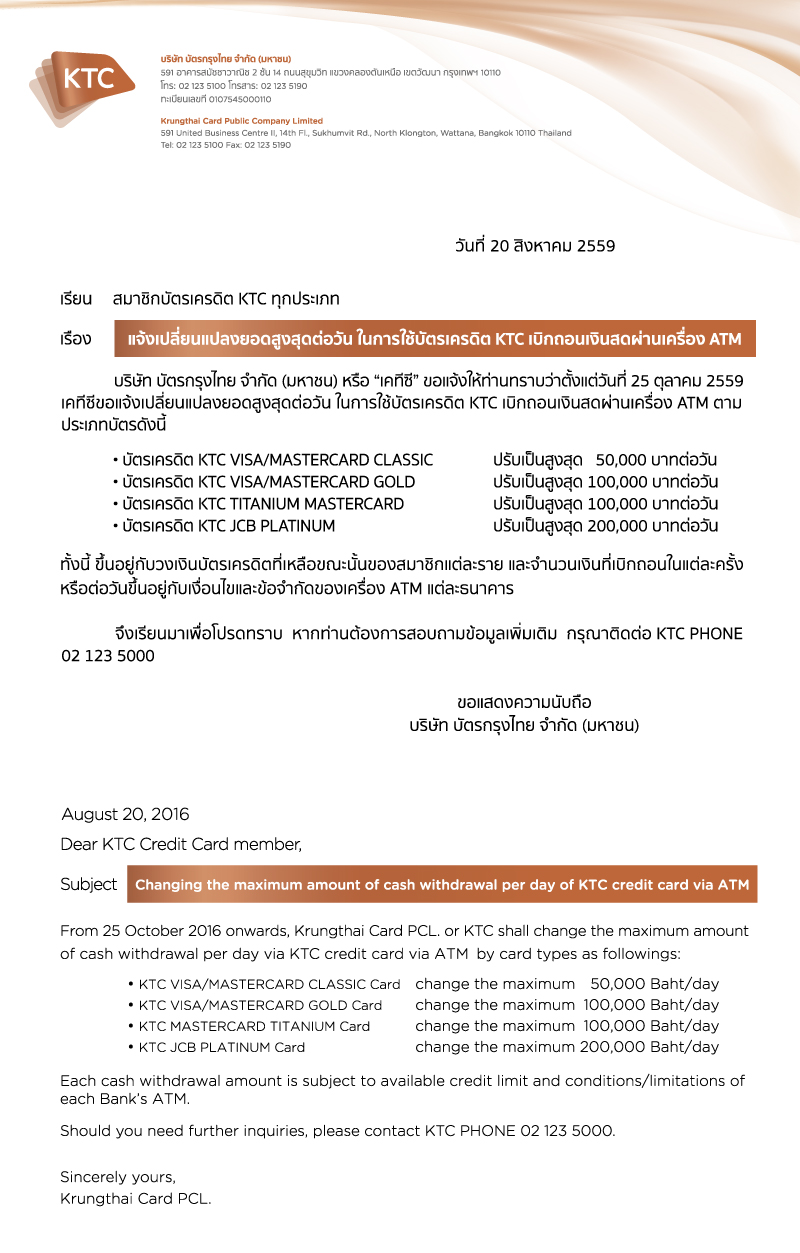 KTC
บริษัท บัตรกรุงไทย จำกัด (มหาชน)
591 อาคารสมัชชาวาณิช 2 ชั้น 14 ถนนสุขุมวิท แขวงคลองตันเหนือ เขตวัฒนา กรุงเทพฯ 10110
โทร: 02 123 5100 โทรสาร: 02 123 5190
ทะเบียนเลขที่ 0107545000110
Krungthai Card Public Company Limited
591 United Business Centre II, 14th Fl., Sukhumvit Rd., North Klongton, Wattana, Bangkok 10110 Thailand
Tel: 02 123 5100 Fax: 02 123 5190
วันที่ 20 สิงหาคม 2559
เรียน สมาชิกบัตรเครดิต KTC ทุกประเภท
เรื่อง แจ้งเปลี่ยนแปลงยอดสูงสุดต่อวัน ในการใช้บัตรเครดิต KTC เบิกถอนเงินสดผ่านเครื่อง ATM
บริษัท บัตรกรุงไทย จำกัด (มหาชน) หรือ “เคทีซี” ขอแจ้งให้ท่านทราบว่าตั้งแต่วันที่ 25 ตุลาคม 2559
เคทีซีขอแจ้งเปลี่ยนแปลงยอดสูงสุดต่อวัน ในการใช้บัตรเครดิต KTC เบิกถอนเงินสดผ่านเครื่อง ATM ตาม
ประเภทบัตรดังนี้
• บัตรเครดิต KTC VISA/MASTERCARD CLASSIC ปรับเป็นสูงสุด 50,000 บาทต่อวัน
• บัตรเครดิต KTC VISA/MASTERCARD GOLD ปรับเป็นสูงสุด 100,000 บาทต่อวัน
• บัตรเครดิต KTC TITANIUM MASTERCARD ปรับเป็นสูงสุด 100,000 บาทต่อวัน
• บัตรเครดิต KTC JCB PLATINUM ปรับเป็นสูงสุด 200,000 บาทต่อวัน
ทั้งนี้ ขึ้นอยู่กับวงเงินบัตรเครดิตที่เหลือขณะนั้นของสมาชิกแต่ละราย และจำนวนเงินที่เบิกถอนในแต่ละครั้ง
หรือต่อวันขึ้นอยู่กับเงื่อนไขและข้อจำกัดของเครื่อง ATM แต่ละธนาคาร
จึงเรียนมาเพื่อโปรดทราบ หากท่านต้องการสอบถามข้อมูลเพิ่มเติม กรุณาติดต่อ KTC PHONE
02 123 5000
ขอแสดงความนับถือ
บริษัท บัตรกรุงไทย จำกัด (มหาชน)
August 20, 2016
Dear KTC Credit Card member,
Subject Changing the maximum amount of cash withdrawal per day of KTC credit card via ATM
From 25 October 2016 onwards, Krungthai Card PCL. or KTC shall change the maximum amount
of cash withdrawal per day via KTC credit card via ATM by card types as followings:
• KTC VISA/MASTERCARD CLASSIC Card change the maximum 50,000 Baht/day
• KTC VISA/MASTERCARD GOLD Card change the maximum 100,000 Baht/day
• KTC MASTERCARD TITANIUM Card change the maximum 100,000 Baht/day
• KTC JCB PLATINUM Card change the maximum 200,000 Baht/day
Each cash withdrawal amount is subject to available credit limit and conditions/limitations of
each Bank’s ATM.
Should you need further inquiries, please contact KTC PHONE 02 123 5000.
Sincerely yours,
Krungthai Card PCL.